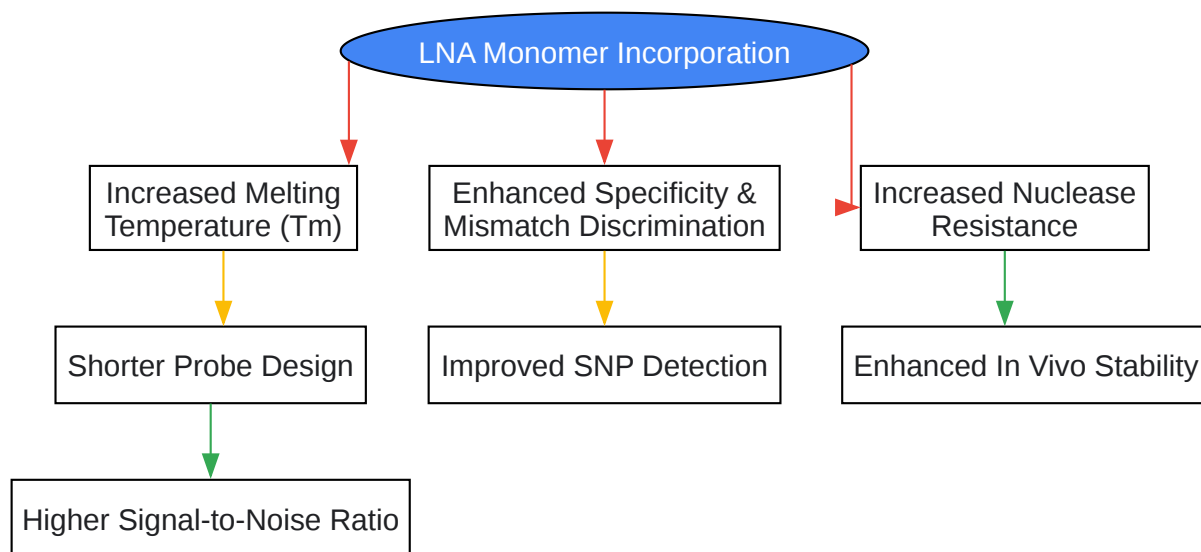 LNA Monomer Incorporation
Increased Melting
Temperature (Tm)
Enhanced Specificity &
Mismatch Discrimination
Increased Nuclease
Resistance
Shorter Probe Design
Improved SNP Detection
Enhanced In Vivo Stability
Higher Signal-to-Noise Ratio